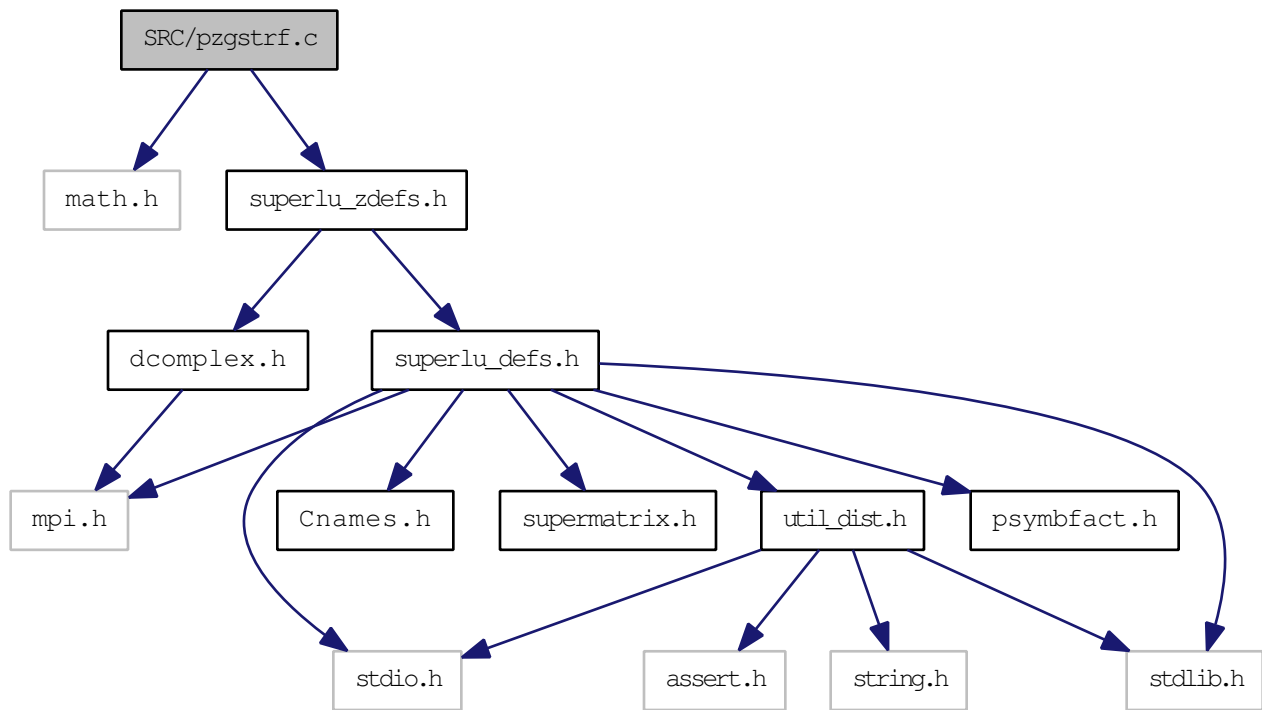 SRC/pzgstrf.c
math.h
superlu_zdefs.h
dcomplex.h
superlu_defs.h
mpi.h
Cnames.h
supermatrix.h
util_dist.h
psymbfact.h
stdio.h
assert.h
string.h
stdlib.h